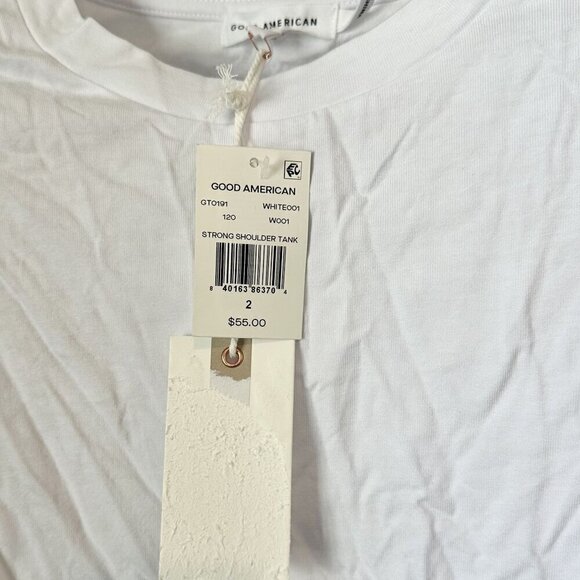 GOOD AMERICAN
GOOD AMERICAN
GT0191 WHITE001
120 W001
STRONG SHOULDER TANK
8 40163 86370 4
2
$55.00